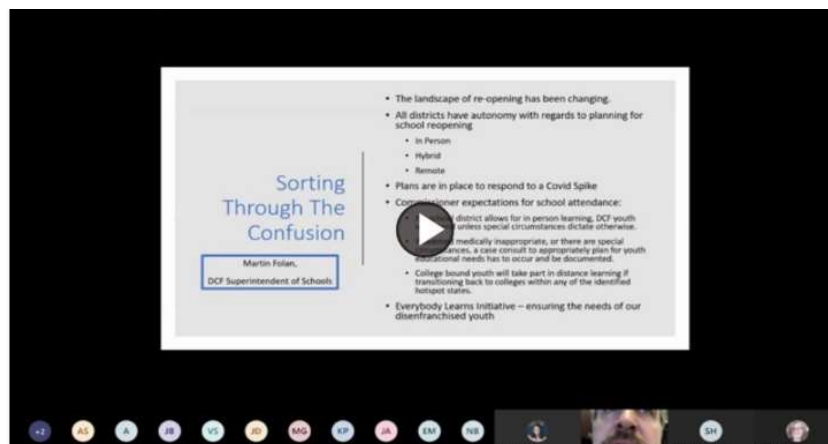 Sorting
Through The
Confusion
Martin Folan,
DCF Superintendent of Schools
• The landscape of re-opening has been changing.
• All districts have autonomy with regards to planning for
school reopening
• In Person
• Hybrid
• Remote
• Plans are in place to respond to a Covid Spike
• Commissioner expectations for school attendance:
district allows for in person learning, DCF youth
unless special circumstances dictate otherwise.
medically inappropriate, or there are special
a case consult to appropriately plan for youth
educational needs has to occur and be documented.
• College bound youth will take part in distance learning if
transitioning back to colleges within any of the identified
hotspot states.
• Everybody Learns Initiative – ensuring the needs of our
disenfranchised youth
+2 AS A JB VS JD MG KP JA EM NB SH